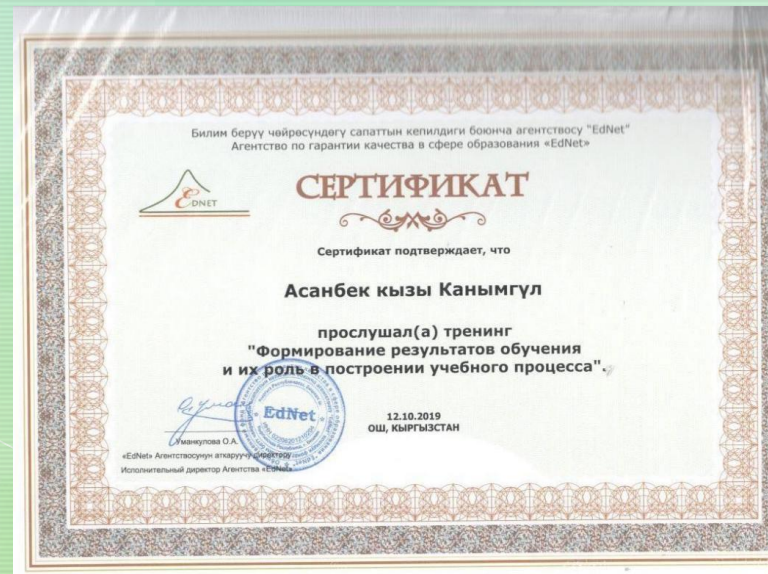 Билим берүү чөйрөсүндөгү сапаттын кепилдиги боюнча агентствосу "EdNet"
Агентство по гарантии качества в сфере образования «EdNet»
EDNET
СЕРТИФИКАТ
Сертификат подтверждает, что
Асанбек кызы Канымгүл
прослушал(а) тренинг
"Формирование результатов обучения
и их роль в построении учебного процесса".
EdNet
12.10.2019
ОШ, КЫРГЫЗСТАН
Уманкулова О.А.
«EdNet» Агентствосунун аткаруучу директору
Исполнительный директор Агентства «EdNet»